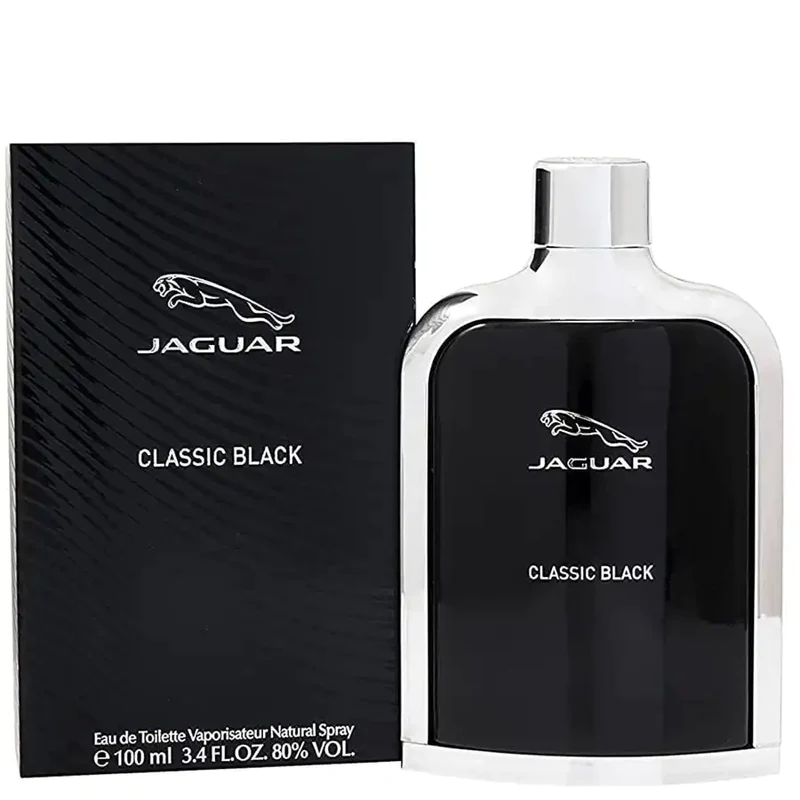 JAGUAR
CLASSIC BLACK
Eau de Toilette Vaporisateur Natural Spray
℮ 100 ml 3.4 FL.OZ. 80% VOL.
JAGUAR
CLASSIC BLACK